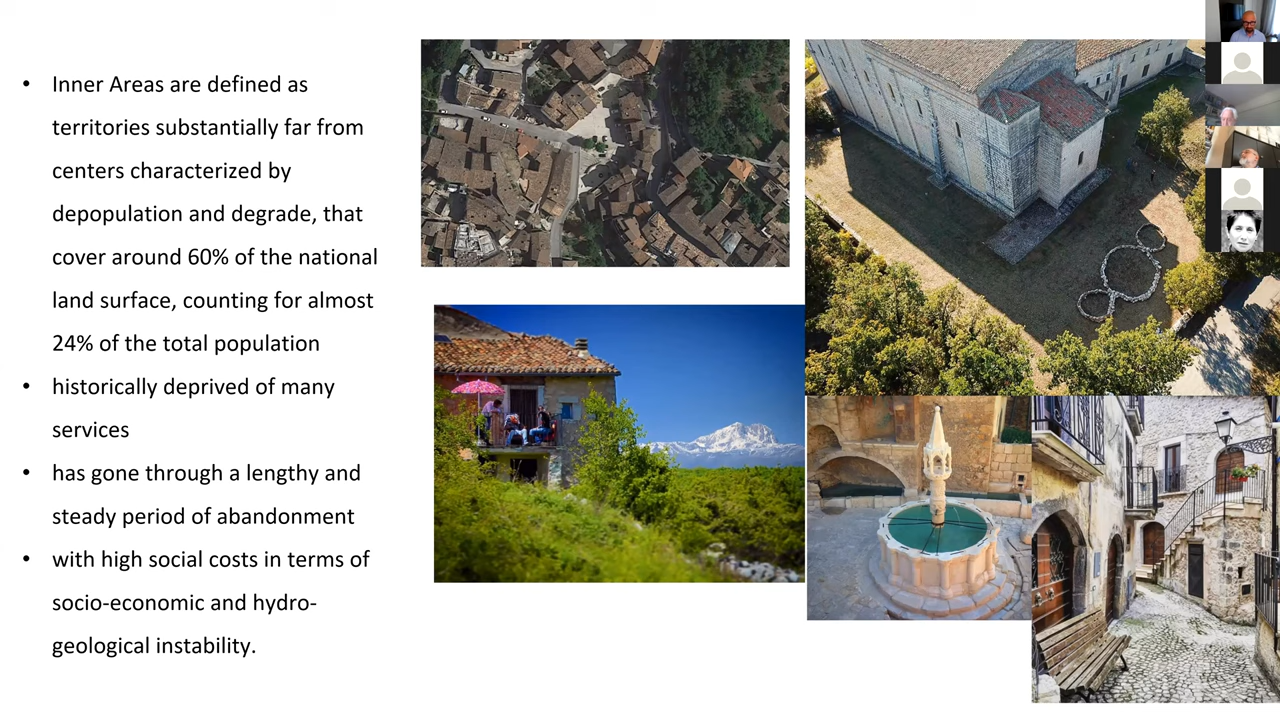 • Inner Areas are defined as
territories substantially far from
centers characterized by
depopulation and degrade, that
cover around 60% of the national
land surface, counting for almost
24% of the total population
• historically deprived of many
services
• has gone through a lengthy and
steady period of abandonment
• with high social costs in terms of
socio-economic and hydro-
geological instability.